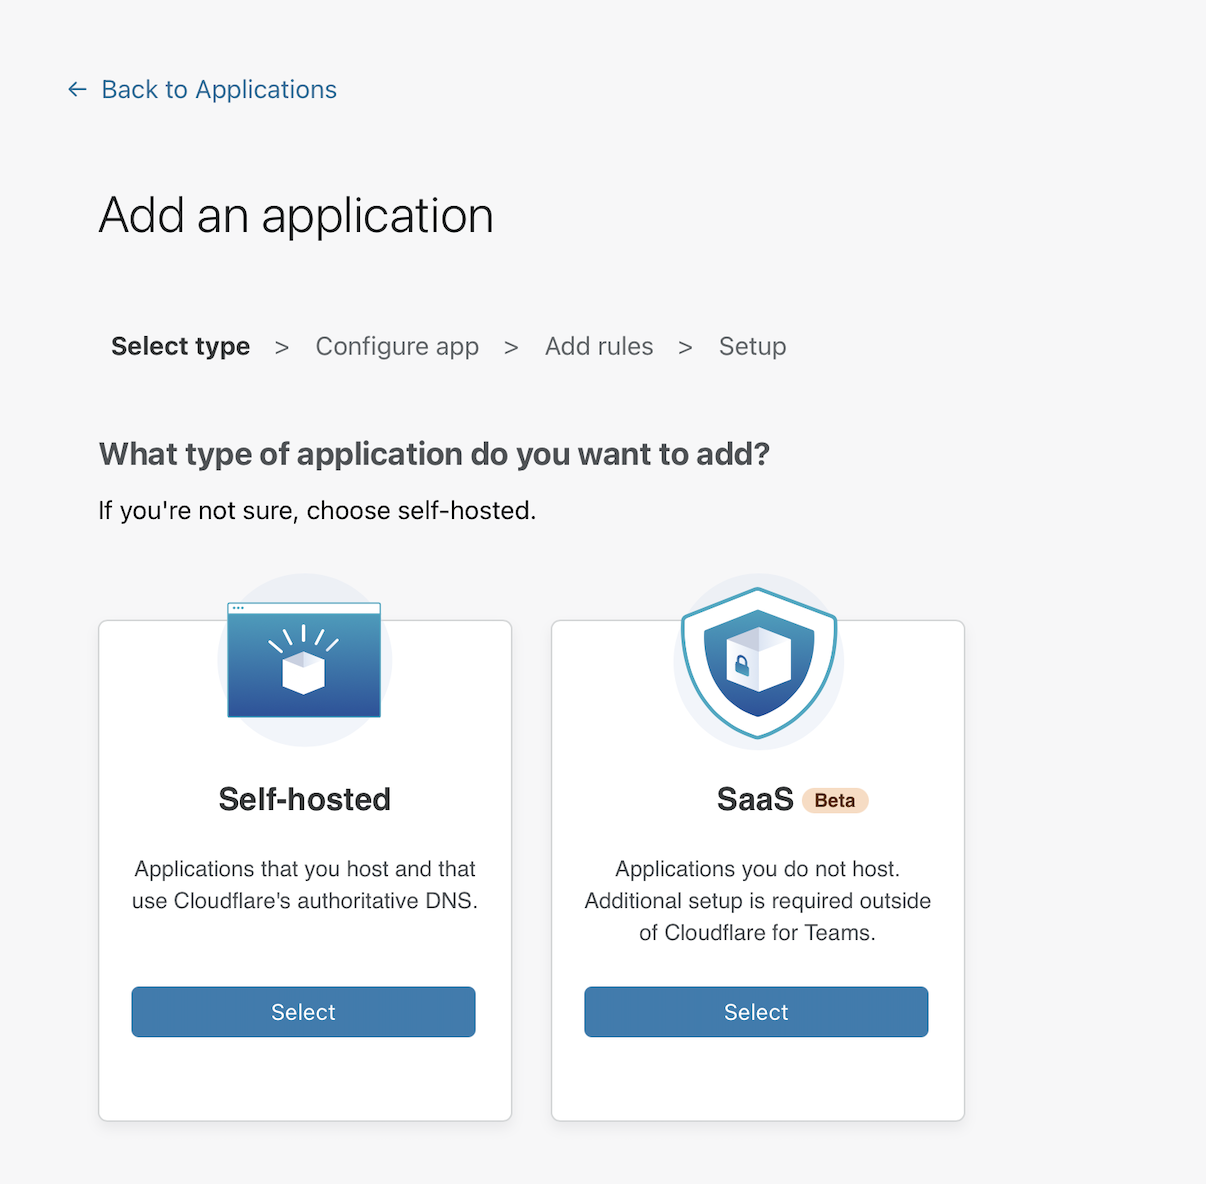 ← Back to Applications
Add an application
Select type > Configure app > Add rules > Setup
What type of application do you want to add?
If you're not sure, choose self-hosted.
Self-hosted
Applications that you host and that
use Cloudflare's authoritative DNS.
Select
SaaS Beta
Applications you do not host.
Additional setup is required outside
of Cloudflare for Teams.
Select